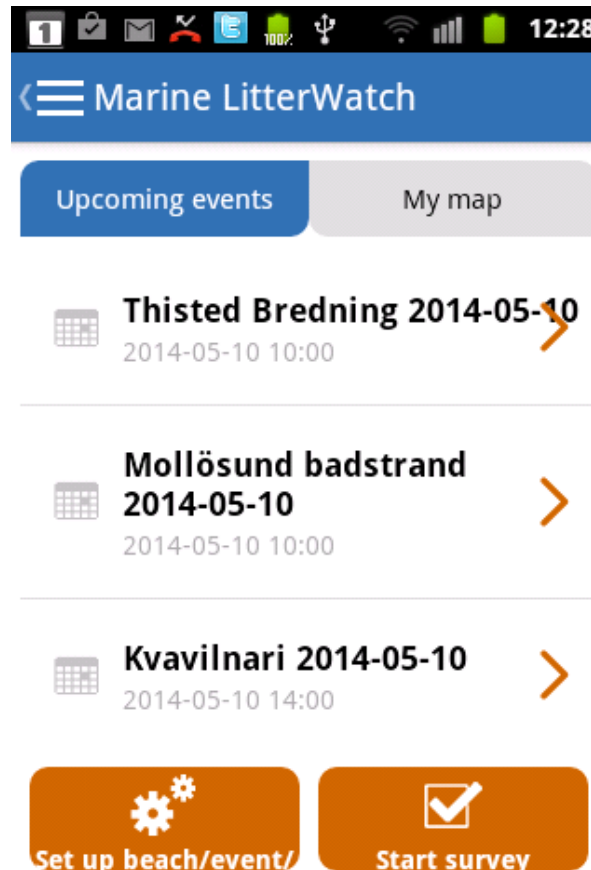 1
100%
12:28
Marine LitterWatch
Upcoming events
My map
Thisted Bredning 2014-05-10
2014-05-10 10:00
Mollösund badstrand
2014-05-10
2014-05-10 10:00
Kvavilnari 2014-05-10
2014-05-10 14:00
Set up beach/event/
Start survey